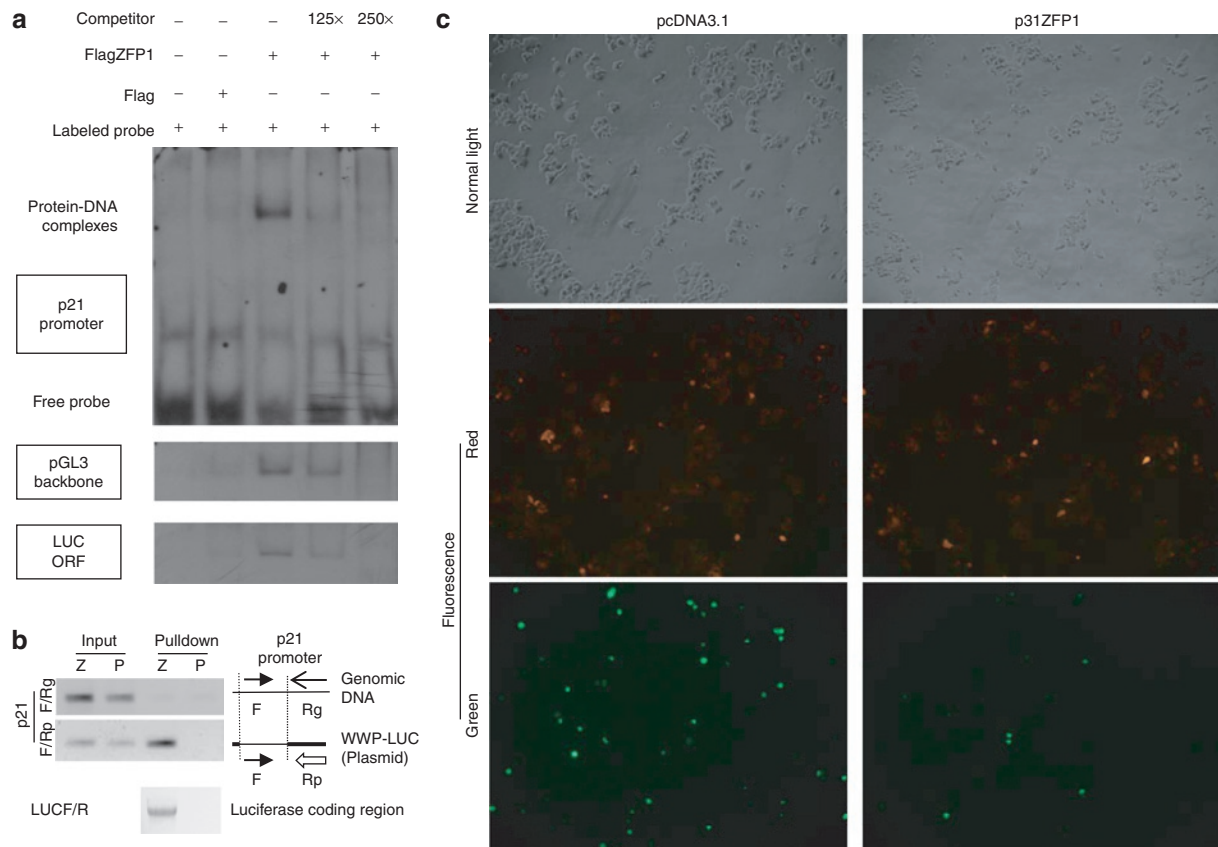 a
Competitor – – – 125× 250×
FlagZFP1 – – + + +
Flag – + – – –
Labeled probe + + + + +
Protein-DNA
complexes
p21
promoter
Free probe
pGL3
backbone
LUC
ORF
b
Input Pulldown
Z P Z P
p21
F/Rg
F/Rp
p21
promoter
Genomic
DNA
F Rg
WWP-LUC
(Plasmid)
F Rp
LUCF/R
Luciferase coding region
c
pcDNA3.1 p31ZFP1
Normal light
Fluorescence
Red
Green